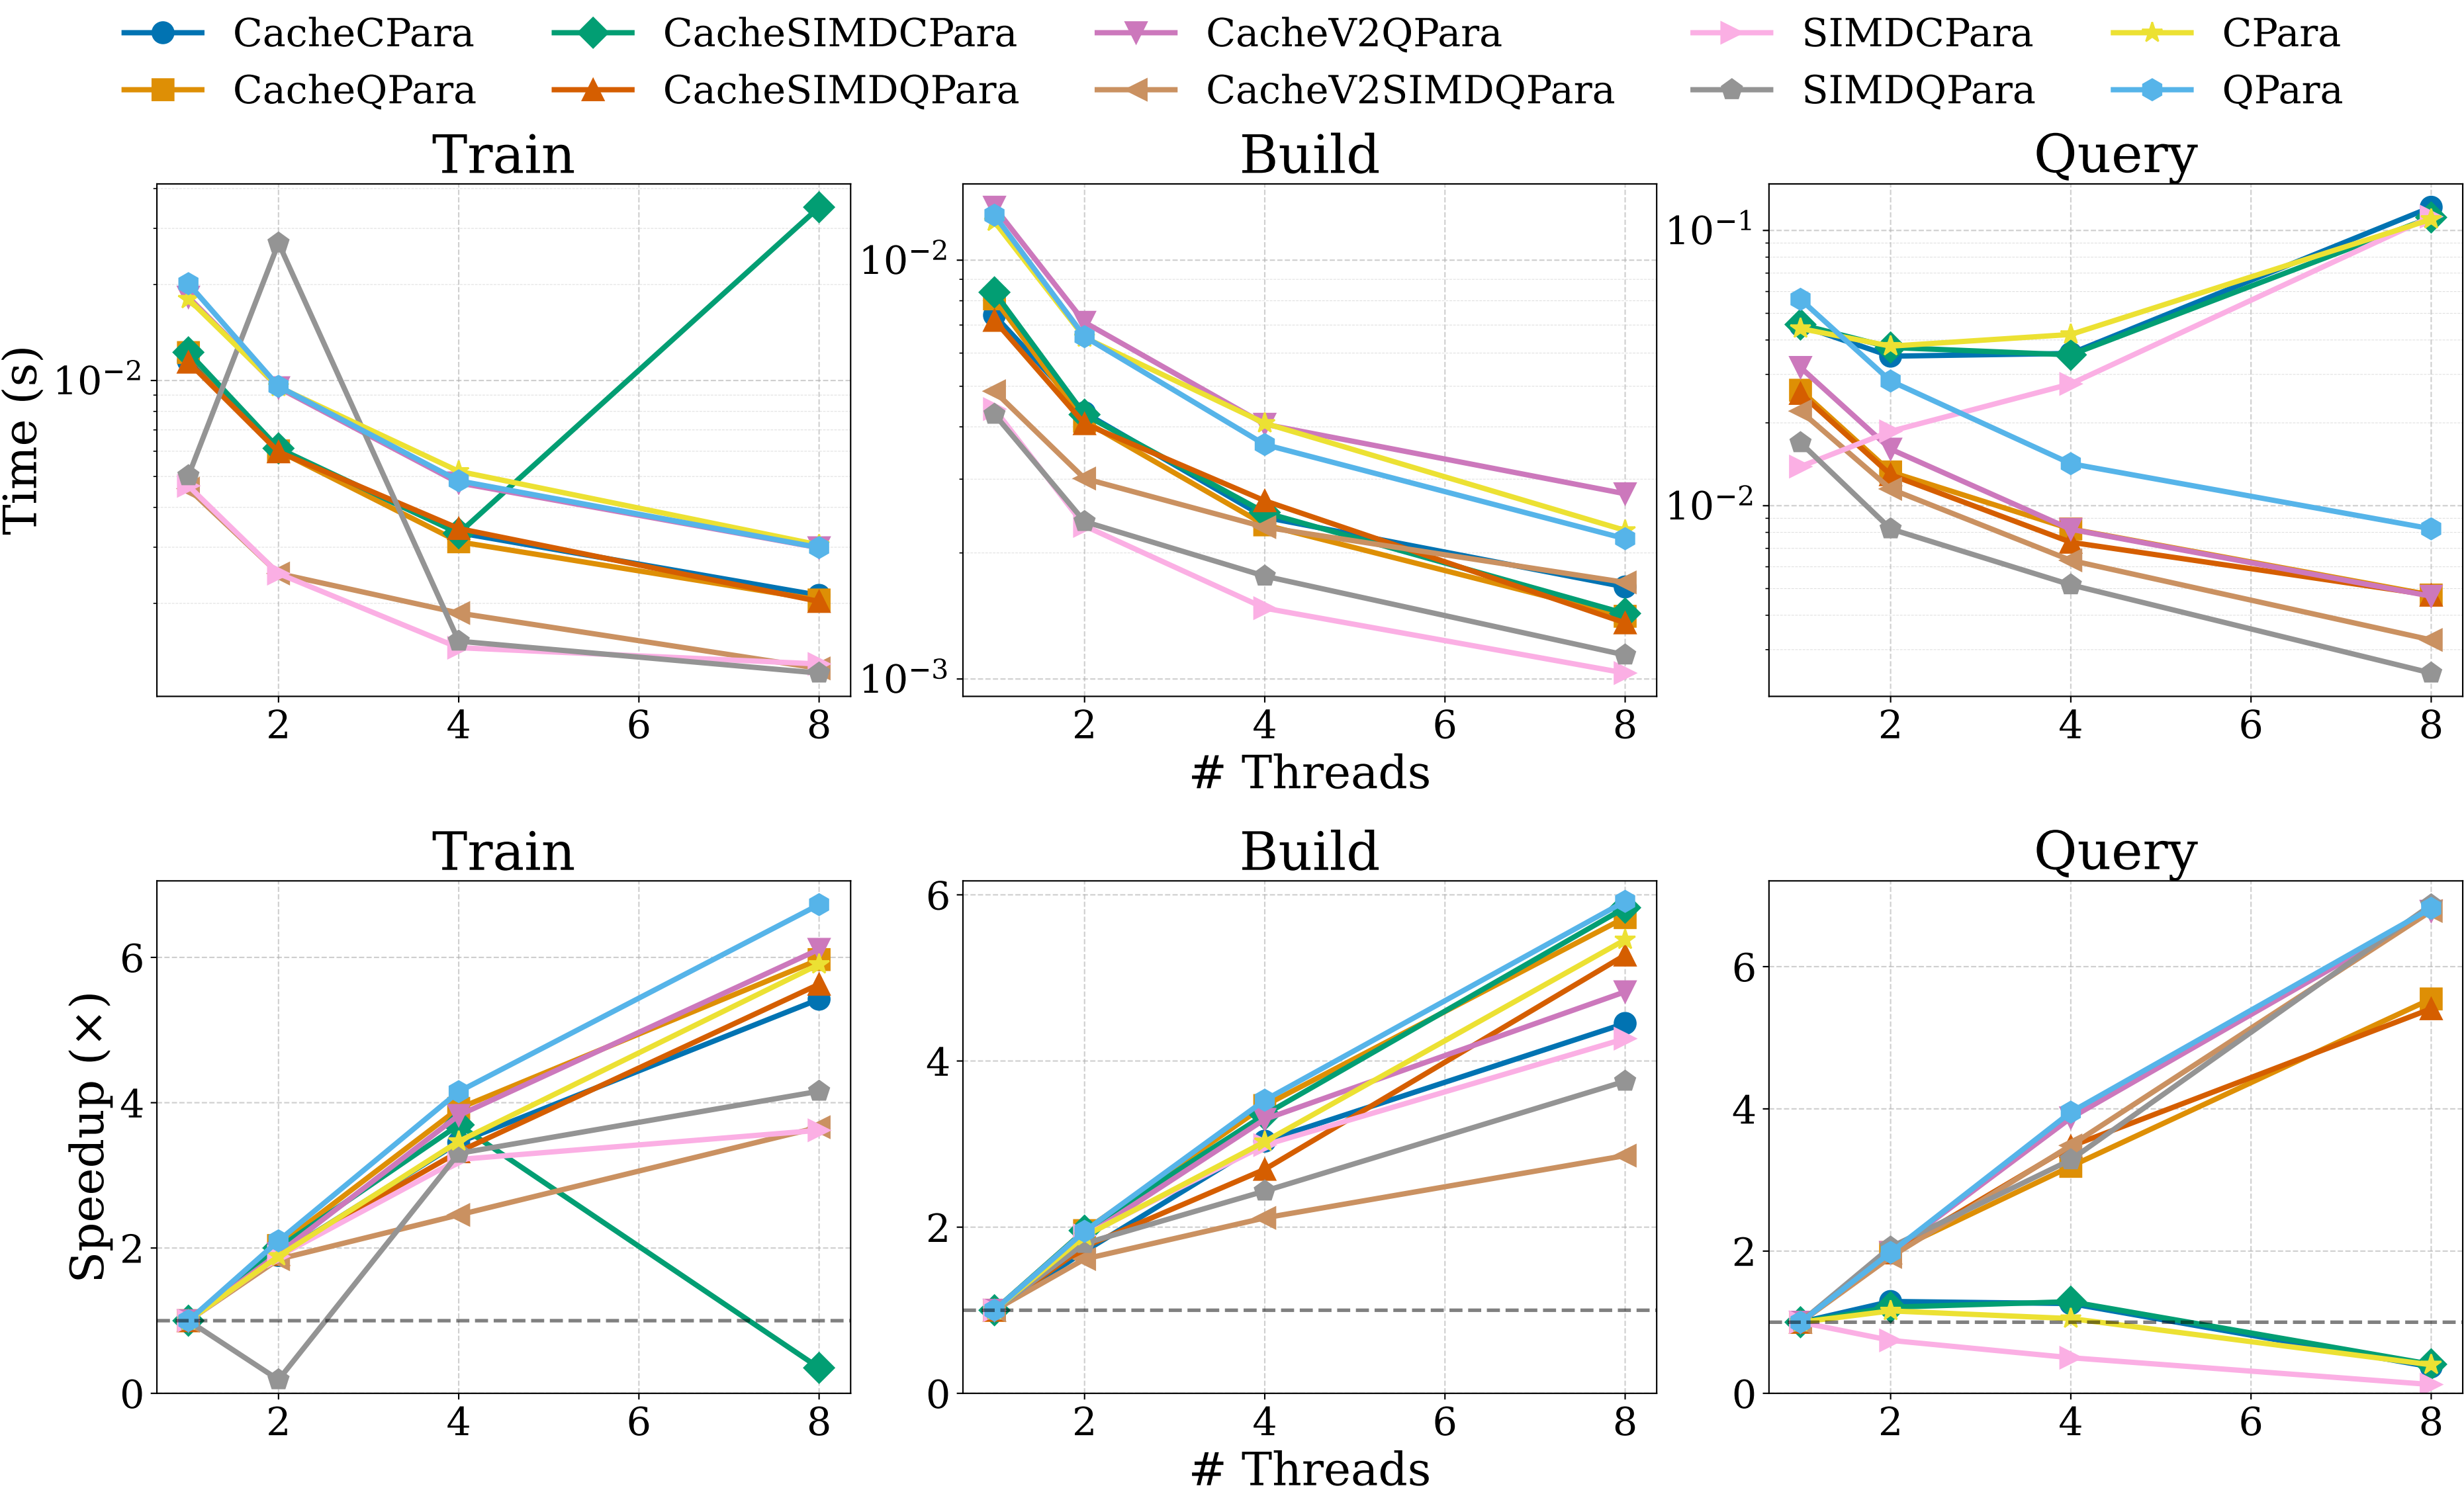 CacheCPara CacheSIMDCPara CacheV2QPara SIMDCPara CPara
CacheQPara CacheSIMDQPara CacheV2SIMDQPara SIMDQPara QPara
Train Build Query
Time (s)
10⁻²
10⁻²
10⁻³
10⁻¹
10⁻²
2 4 6 8 2 4 6 8 2 4 6 8
# Threads
Train Build Query
Speedup (×)
6
4
2
0
6
4
2
0
6
4
2
0
2 4 6 8 2 4 6 8 2 4 6 8
# Threads